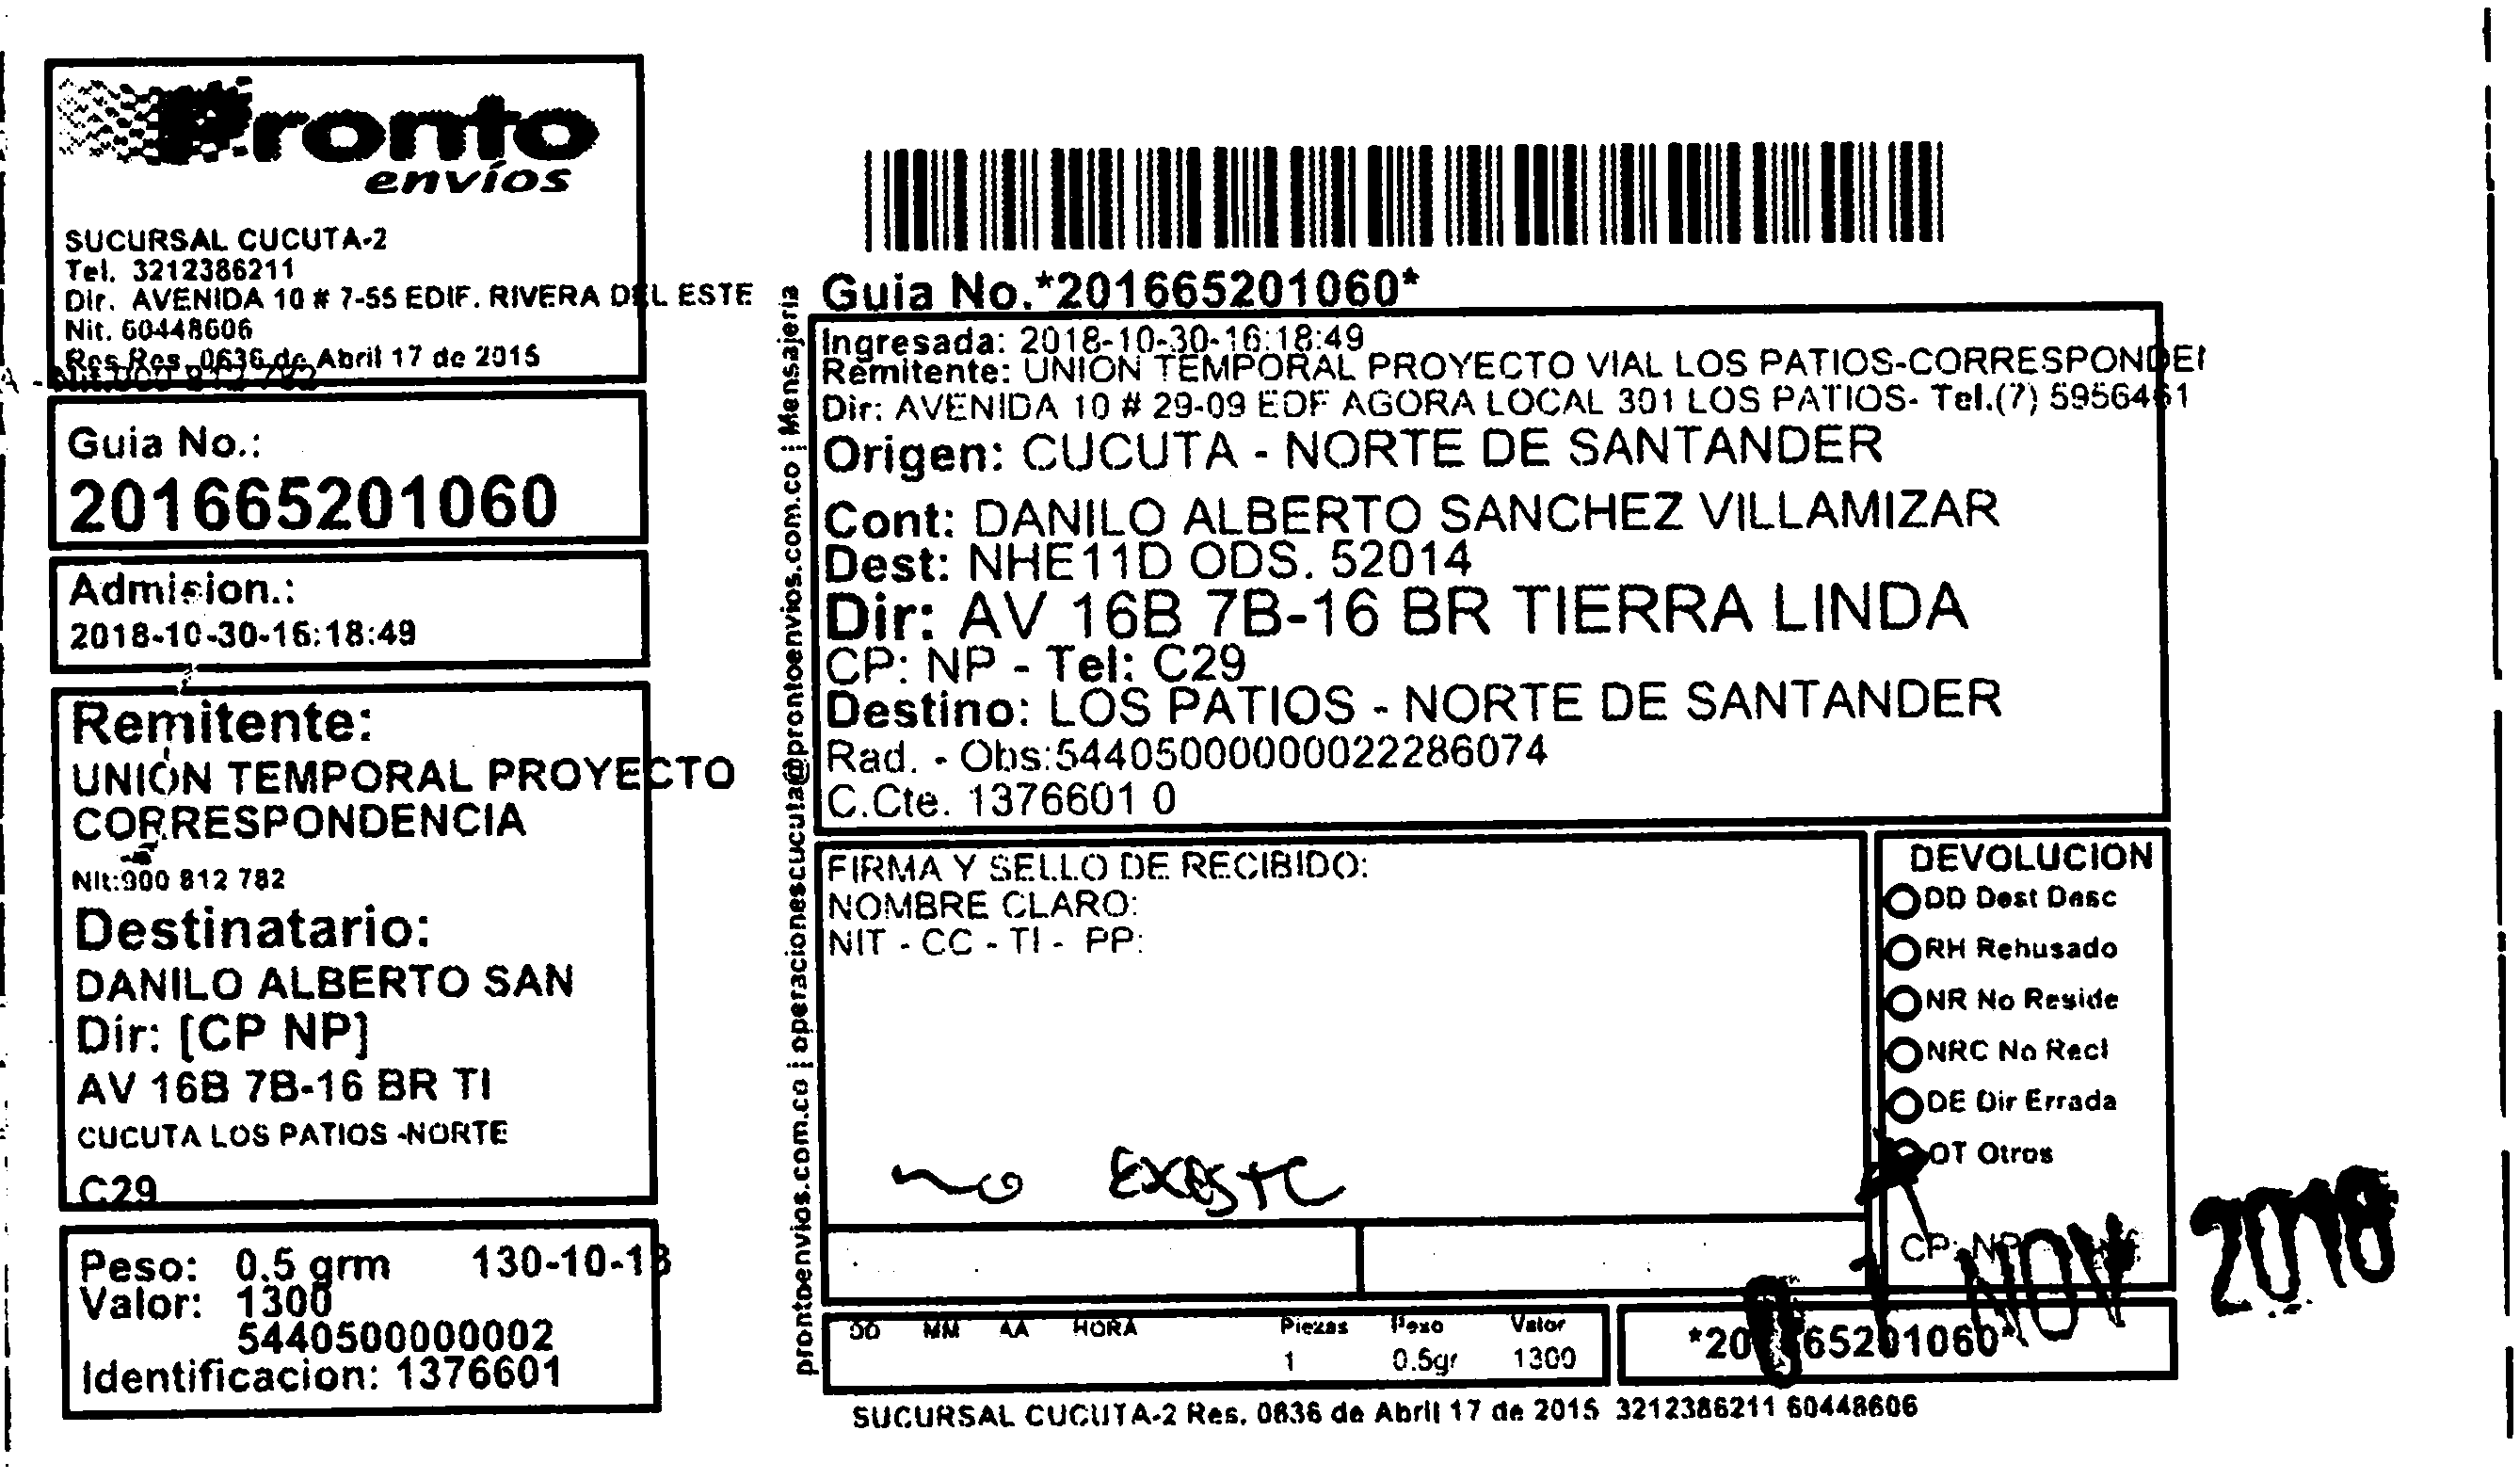 Pronto
envíos
SUCURSAL CUCUTA-2
Tel. 3212386211
Dir. AVENIDA 10 # 7-55 EDIF. RIVERA DEL ESTE
Nit. 60448606
Res Res. 0636 de Abril 17 de 2015
Guia No.:
201665201060
Admision.:
2018-10-30-16:18:49
Remitente:
UNION TEMPORAL PROYECTO
CORRESPONDENCIA
Nit:900 812 782
Destinatario:
DANILO ALBERTO SAN
Dir: [CP NP]
AV 16B 7B-16 BR TI
CUCUTA LOS PATIOS -NORTE
C29
Peso: 0.5 grm 130-10-18
Valor: 1300
5440500000002
Identificacion: 1376601
prontoenvios.com.co | operacionescucuta@prontoenvios.com.co | Mensajeria
Guia No.*201665201060*
Ingresada: 2018-10-30-16:18:49
Remitente: UNION TEMPORAL PROYECTO VIAL LOS PATIOS-CORRESPONDEN
Dir: AVENIDA 10 # 29-09 EDF AGORA LOCAL 301 LOS PATIOS- Tel.(7) 5956461
Origen: CUCUTA - NORTE DE SANTANDER
Cont: DANILO ALBERTO SANCHEZ VILLAMIZAR
Dest: NHE11D ODS. 52014
Dir: AV 16B 7B-16 BR TIERRA LINDA
CP: NP - Tel: C29
Destino: LOS PATIOS - NORTE DE SANTANDER
Rad. - Obs:544050000000022286074
C.Cte. 1376601 0
FIRMA Y SELLO DE RECIBIDO:
NOMBRE CLARO:
NIT - CC - TI - PP:
no Existe
DEVOLUCION
DD Dest Desc
RH Rehusado
NR No Reside
NRC No Recl
DE Dir Errada
OT Otros
CP: NP
NOV 2018
DD MM AA HORA Piezas Peso Valor
1 0.5gr 1300
*201665201060*
SUCURSAL CUCUTA-2 Res. 0636 de Abril 17 de 2015 3212386211 60448606